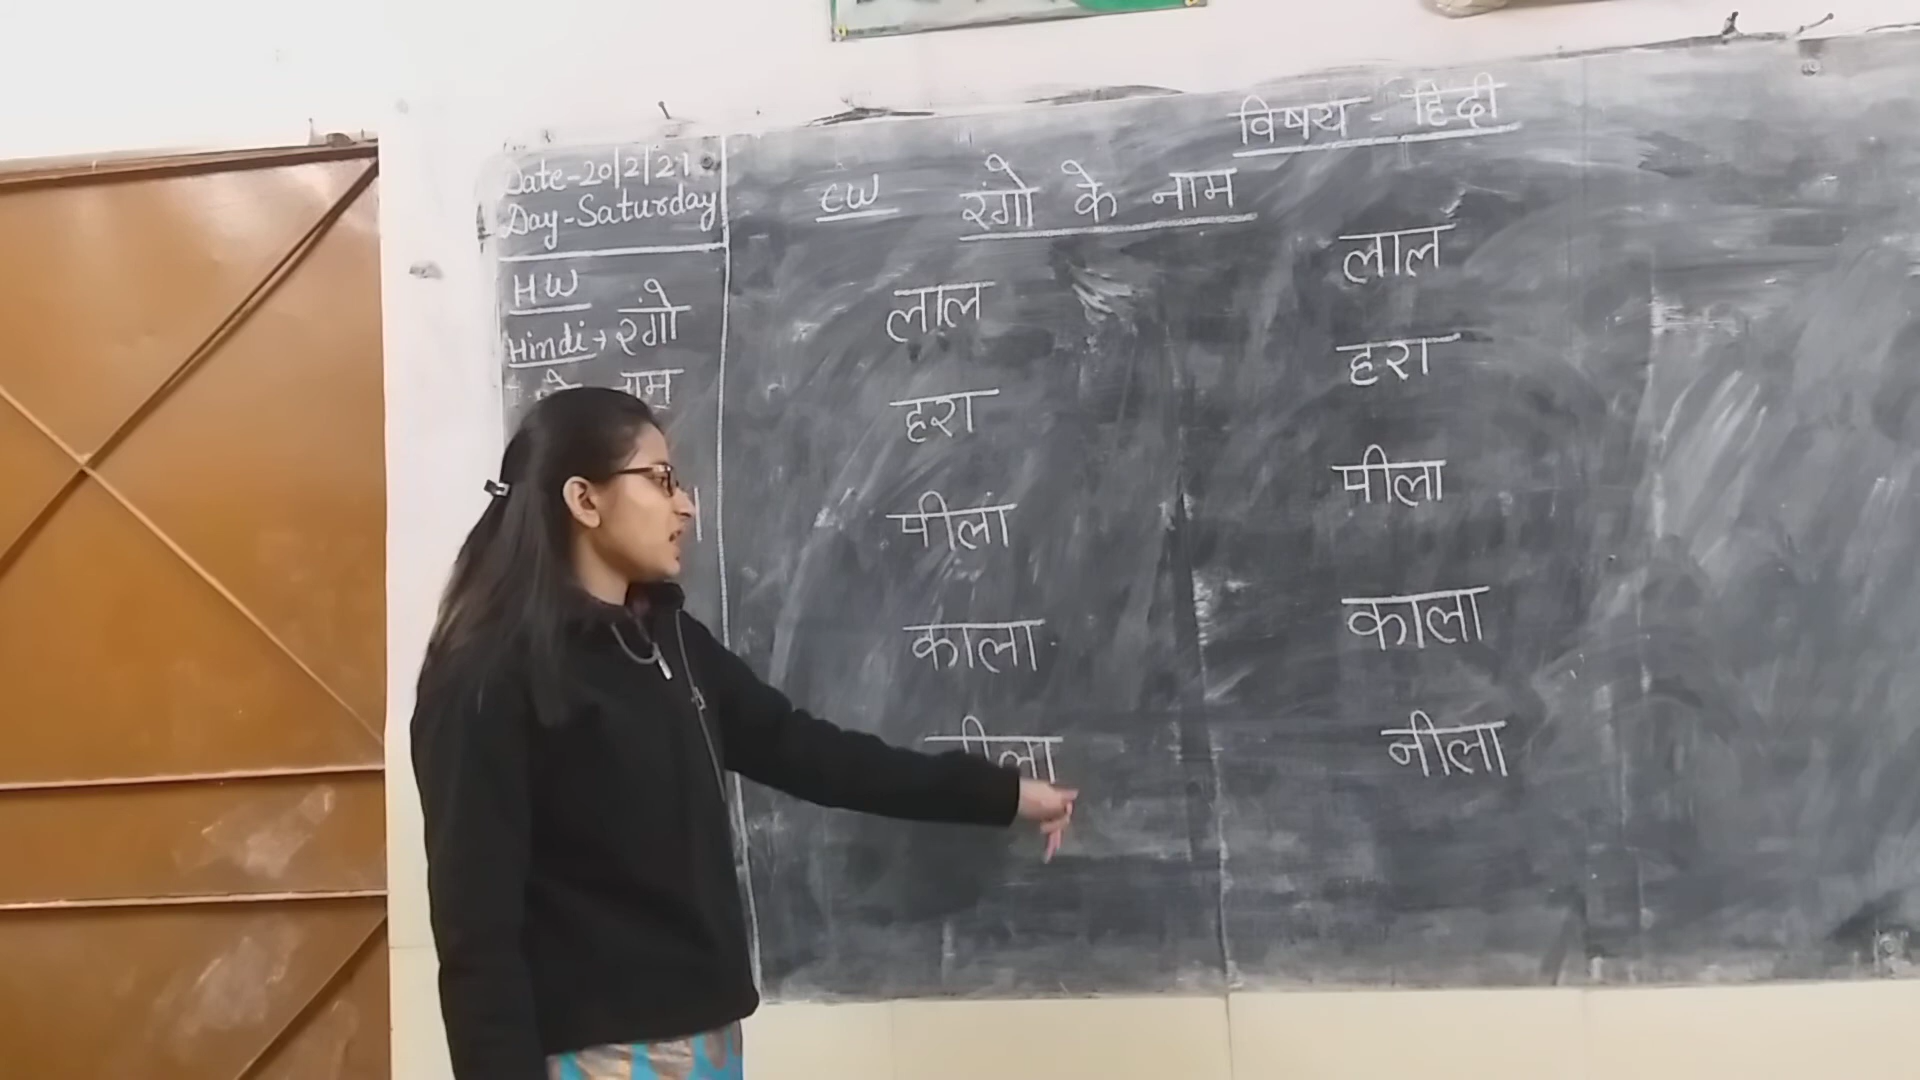 Date-20/2/21
Day-Saturday
HW
Hindi → रंगो
के नाम
विषय - हिंदी
CW रंगो के नाम
लाल लाल
हरा हरा
पीला पीला
काला काला
नीला